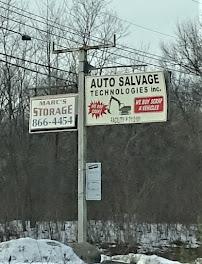 MARC'S
STORAGE
866-4454
AUTO SALVAGE
TECHNOLOGIES inc.
WE BUY SCRAP
& VEHICLES